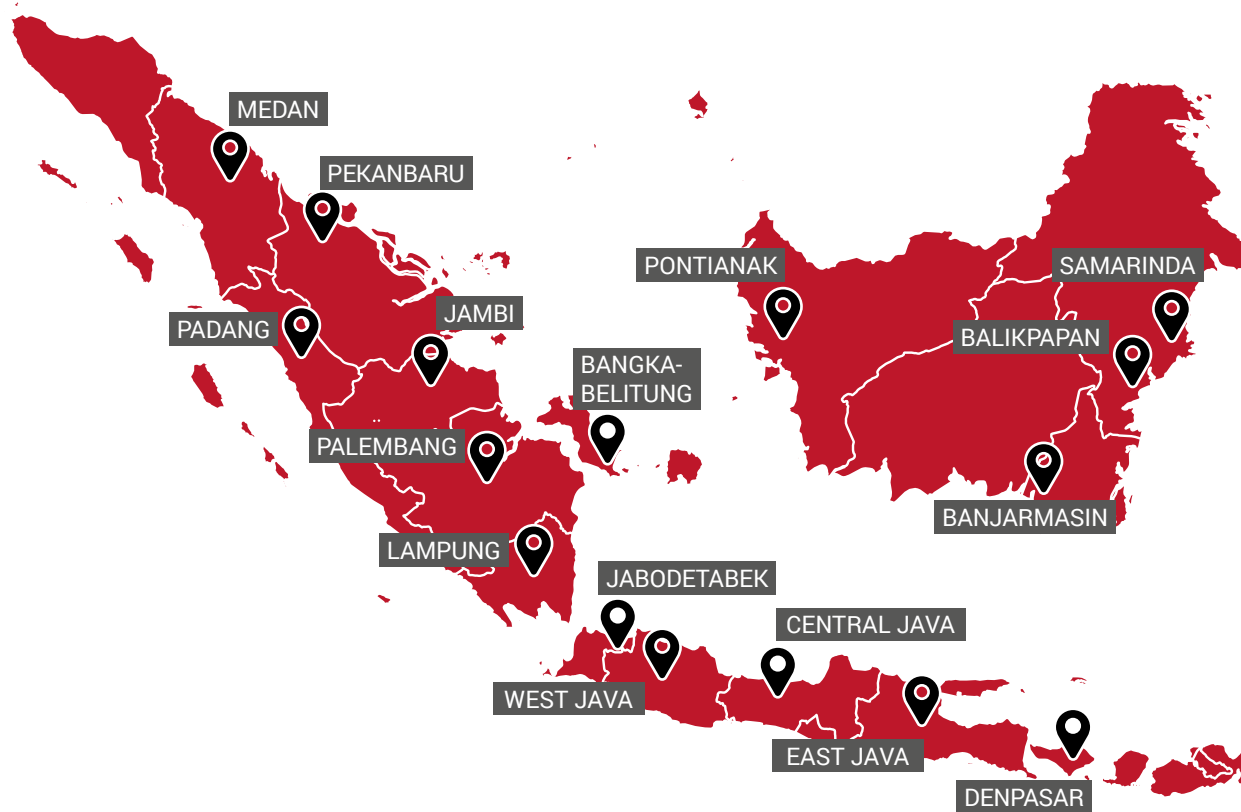 MEDAN
PEKANBARU
PONTIANAK
SAMARINDA
JAMBI
PADANG
BALIKPAPAN
BANGKA-
BELITUNG
PALEMBANG
BANJARMASIN
LAMPUNG
JABODETABEK
CENTRAL JAVA
WEST JAVA
EAST JAVA
DENPASAR